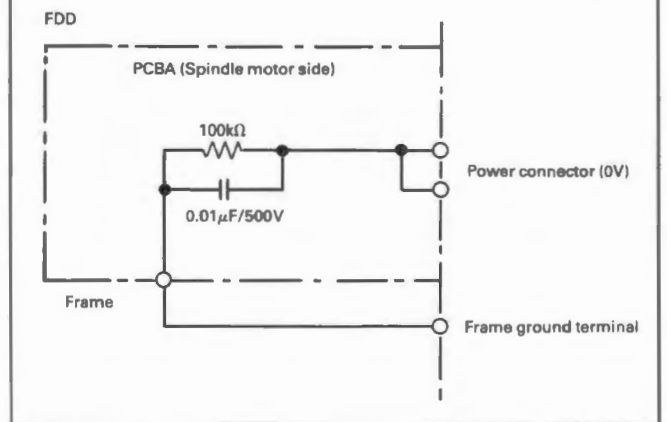 FDD
PCBA (Spindle motor side)
100kΩ
Power connector (0V)
0.01μF/500V
Frame
Frame ground terminal